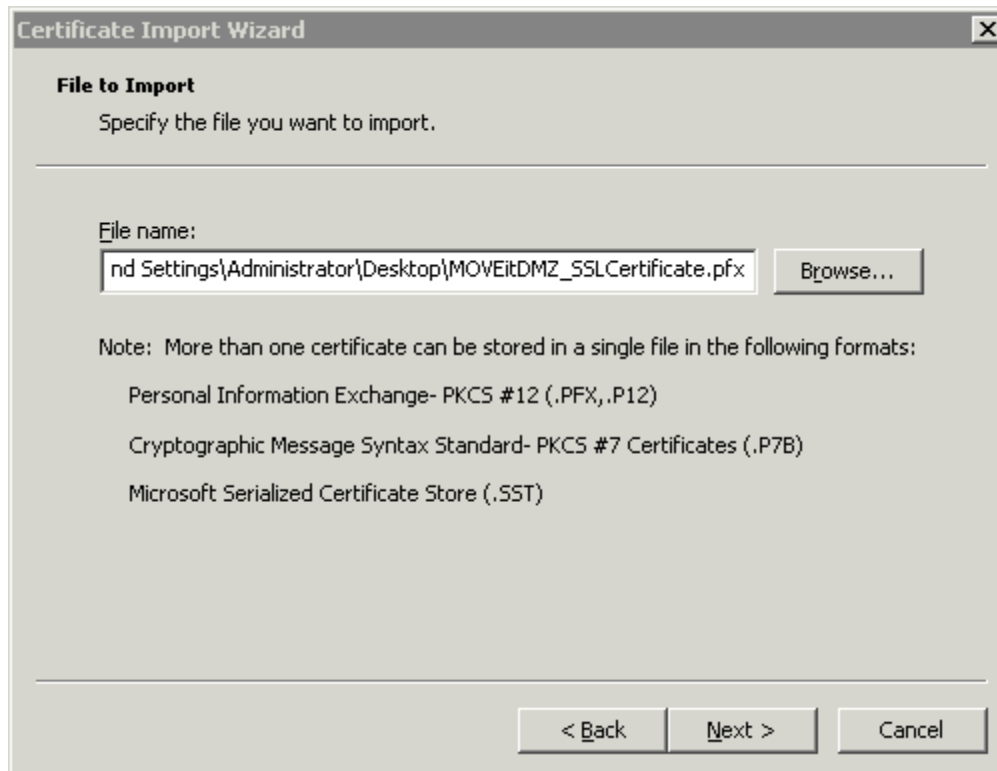 Certificate Import Wizard
File to Import
Specify the file you want to import.
File name:
nd Settings\Administrator\Desktop\MOVEitDMZ_SSLCertificate.pfx
Browse...
Note: More than one certificate can be stored in a single file in the following formats:
Personal Information Exchange- PKCS #12 (.PFX,.P12)
Cryptographic Message Syntax Standard- PKCS #7 Certificates (.P7B)
Microsoft Serialized Certificate Store (.SST)
< Back Next > Cancel